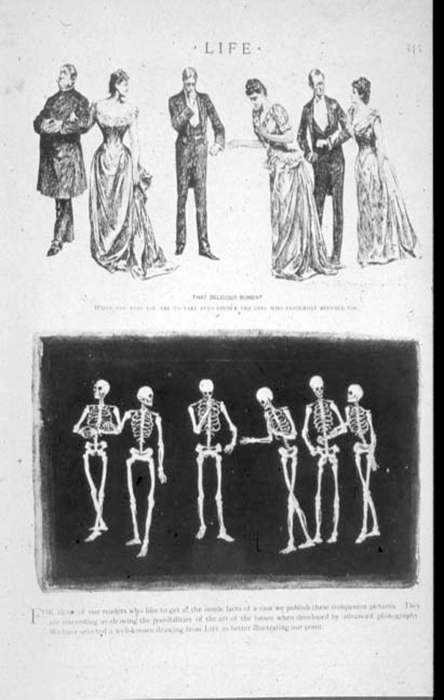 · LIFE ·
313
THAT DELICIOUS MOMENT
WHEN YOU FIND YOU ARE TO TAKE INTO DINNER THE GIRL WHO YESTERDAY REFUSED YOU.
FOR those of our readers who like to get at the inside facts of a case we publish these companion pictures. They
are interesting as showing the possibilities of the art of the future when developed by advanced photography.
We have selected a well-known drawing from LIFE as better illustrating our point.